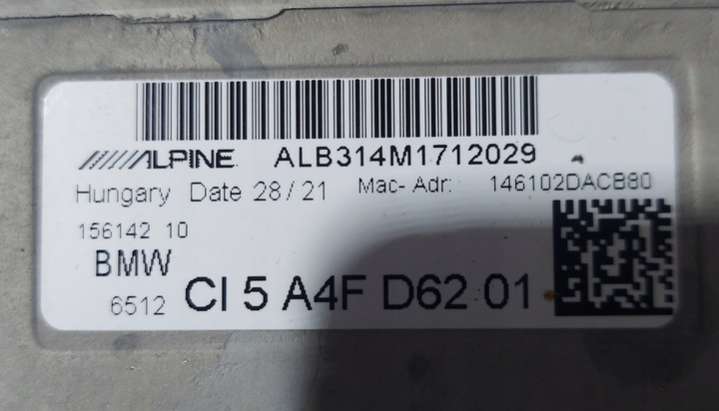 ALPINE ALB314M1712029
Hungary Date 28/21 Mac- Adr: 146102DACB80
156142 10
BMW
6512 CI 5 A4F D62 01